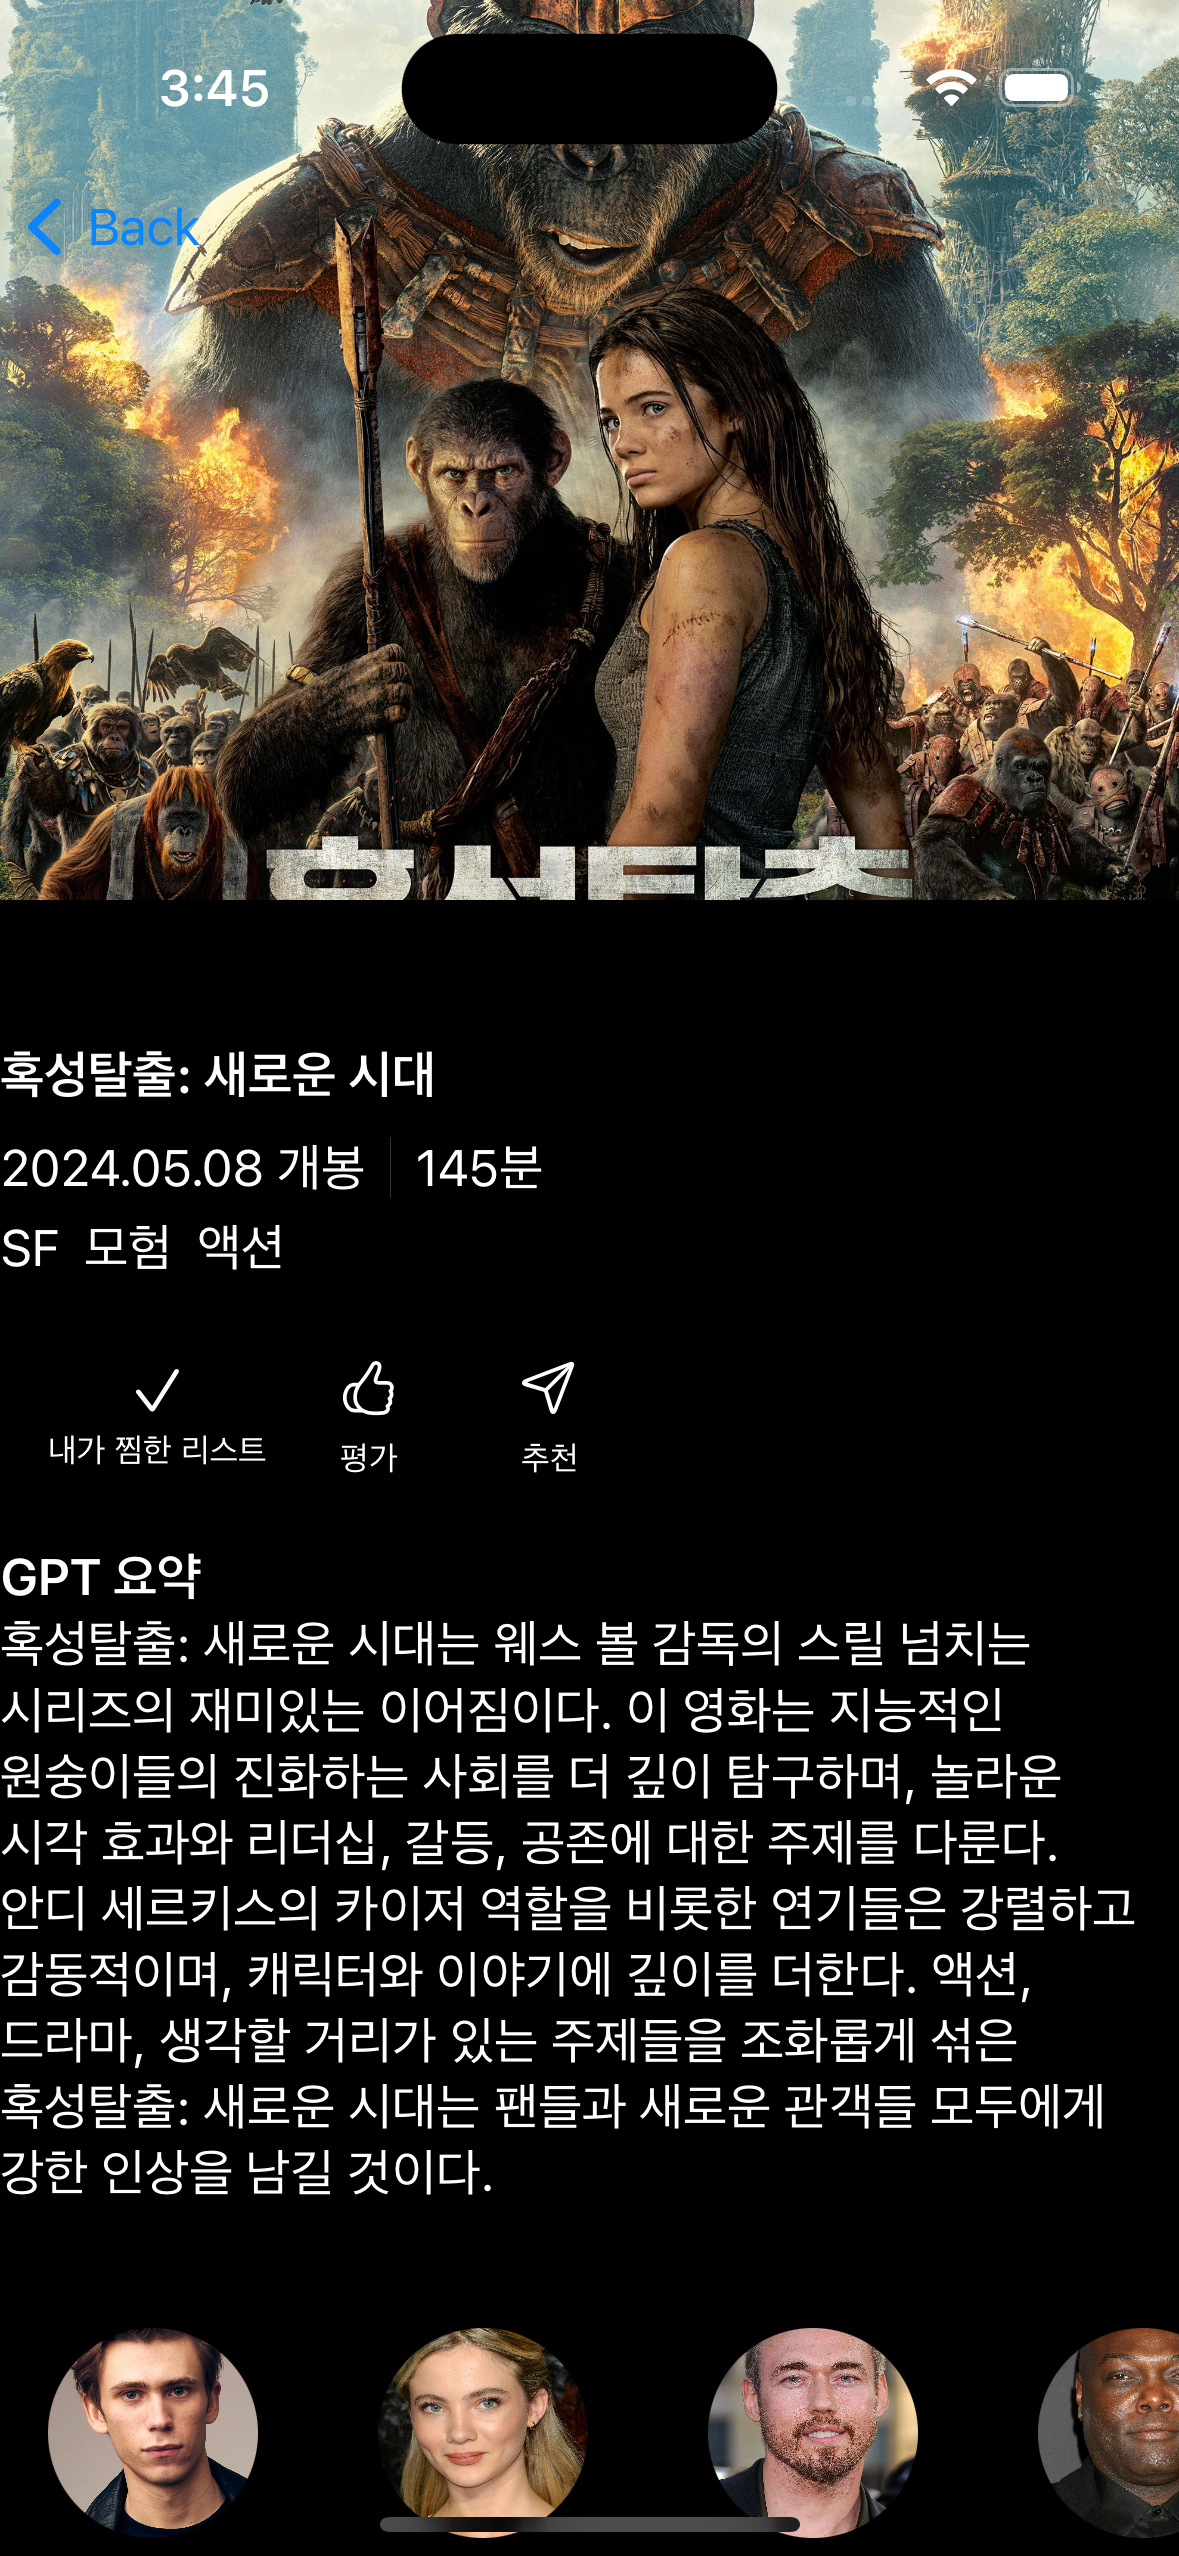 3:45
Back
혹성탈출
혹성탈출: 새로운 시대
2024.05.08 개봉 145분
SF 모험 액션
내가 찜한 리스트 평가 추천
GPT 요약
혹성탈출: 새로운 시대는 웨스 볼 감독의 스릴 넘치는
시리즈의 재미있는 이어짐이다. 이 영화는 지능적인
원숭이들의 진화하는 사회를 더 깊이 탐구하며, 놀라운
시각 효과와 리더십, 갈등, 공존에 대한 주제를 다룬다.
안디 세르키스의 카이저 역할을 비롯한 연기들은 강렬하고
감동적이며, 캐릭터와 이야기에 깊이를 더한다. 액션,
드라마, 생각할 거리가 있는 주제들을 조화롭게 섞은
혹성탈출: 새로운 시대는 팬들과 새로운 관객들 모두에게
강한 인상을 남길 것이다.